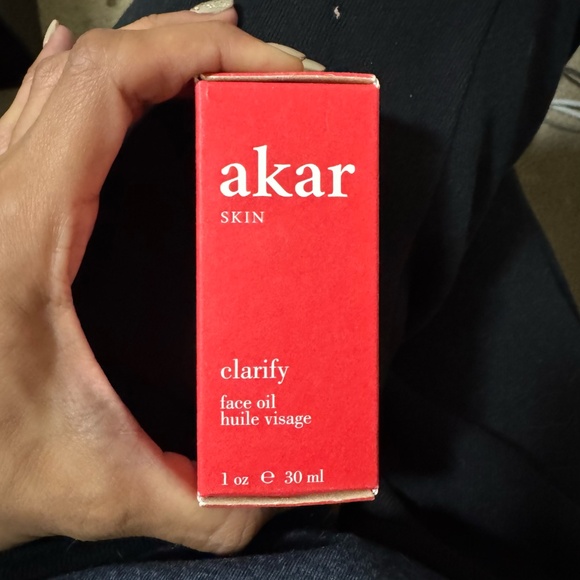 akar
SKIN
clarify
face oil
huile visage
1 oz ℮ 30 ml